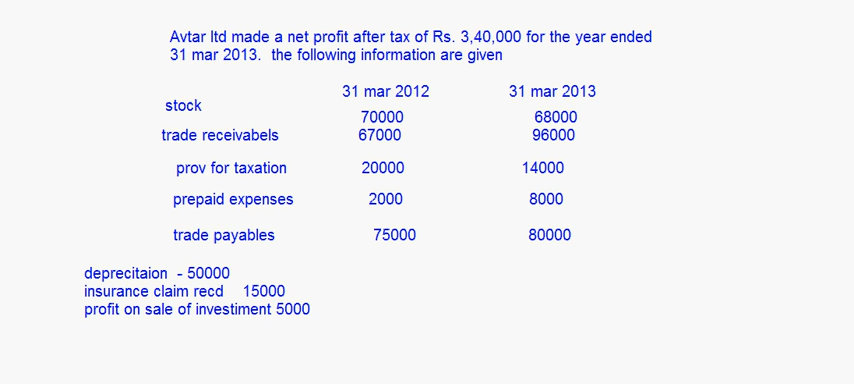 Avtar ltd made a net profit after tax of Rs. 3,40,000 for the year ended
31 mar 2013.  the following information are given
31 mar 2012 31 mar 2013
stock 70000 68000
trade receivabels 67000 96000
prov for taxation 20000 14000
prepaid expenses 2000 8000
trade payables 75000 80000
deprecitaion - 50000
insurance claim recd 15000
profit on sale of investiment 5000